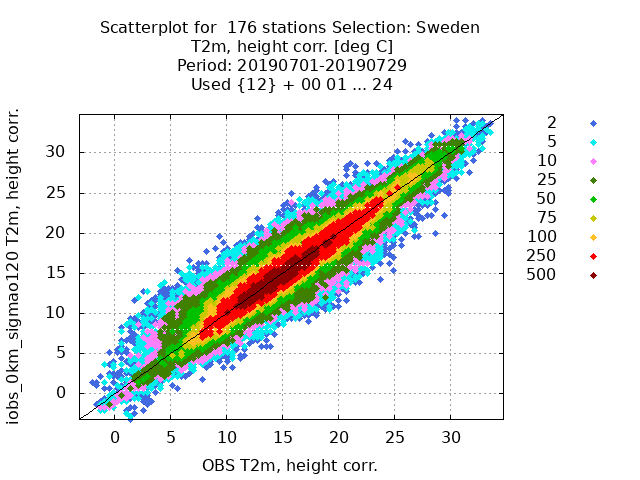 Scatterplot for  176 stations Selection: Sweden
T2m, height corr. [deg C]
Period: 20190701-20190729
Used {12} + 00 01 ... 24
iobs_0km_sigmao120 T2m, height corr.
30
25
20
15
10
5
0
0 5 10 15 20 25 30
OBS T2m, height corr.
2
5
10
25
50
75
100
250
500